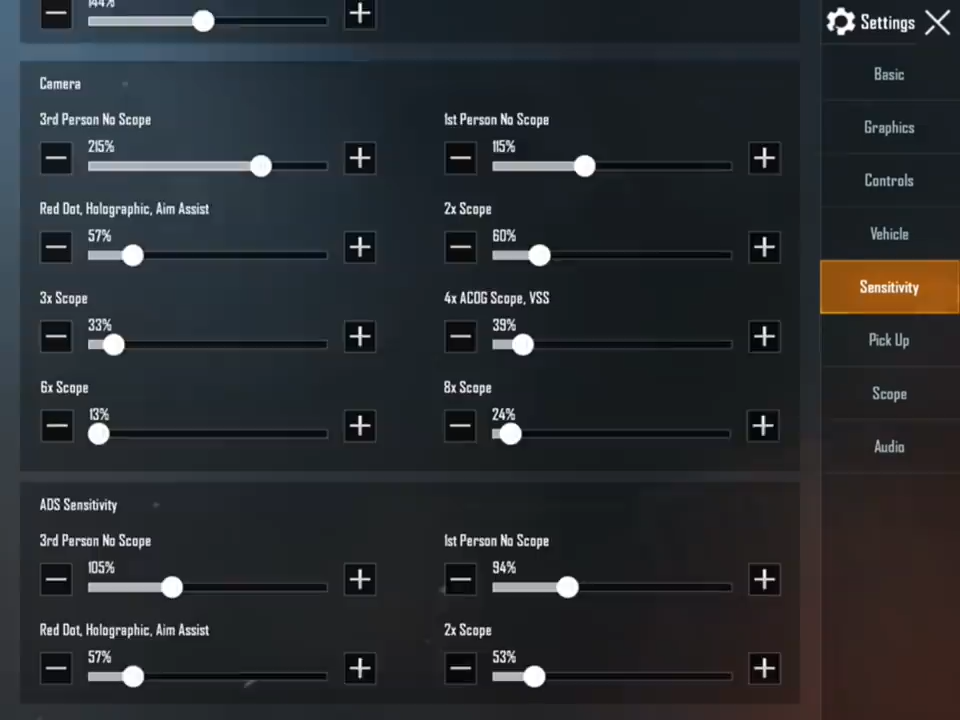 144%
Settings
Basic
Graphics
Controls
Vehicle
Sensitivity
Pick Up
Scope
Audio
Camera
3rd Person No Scope
215%
1st Person No Scope
115%
Red Dot, Holographic, Aim Assist
57%
2x Scope
60%
3x Scope
33%
4x ACOG Scope, VSS
39%
6x Scope
13%
8x Scope
24%
ADS Sensitivity
3rd Person No Scope
105%
1st Person No Scope
94%
Red Dot, Holographic, Aim Assist
57%
2x Scope
53%